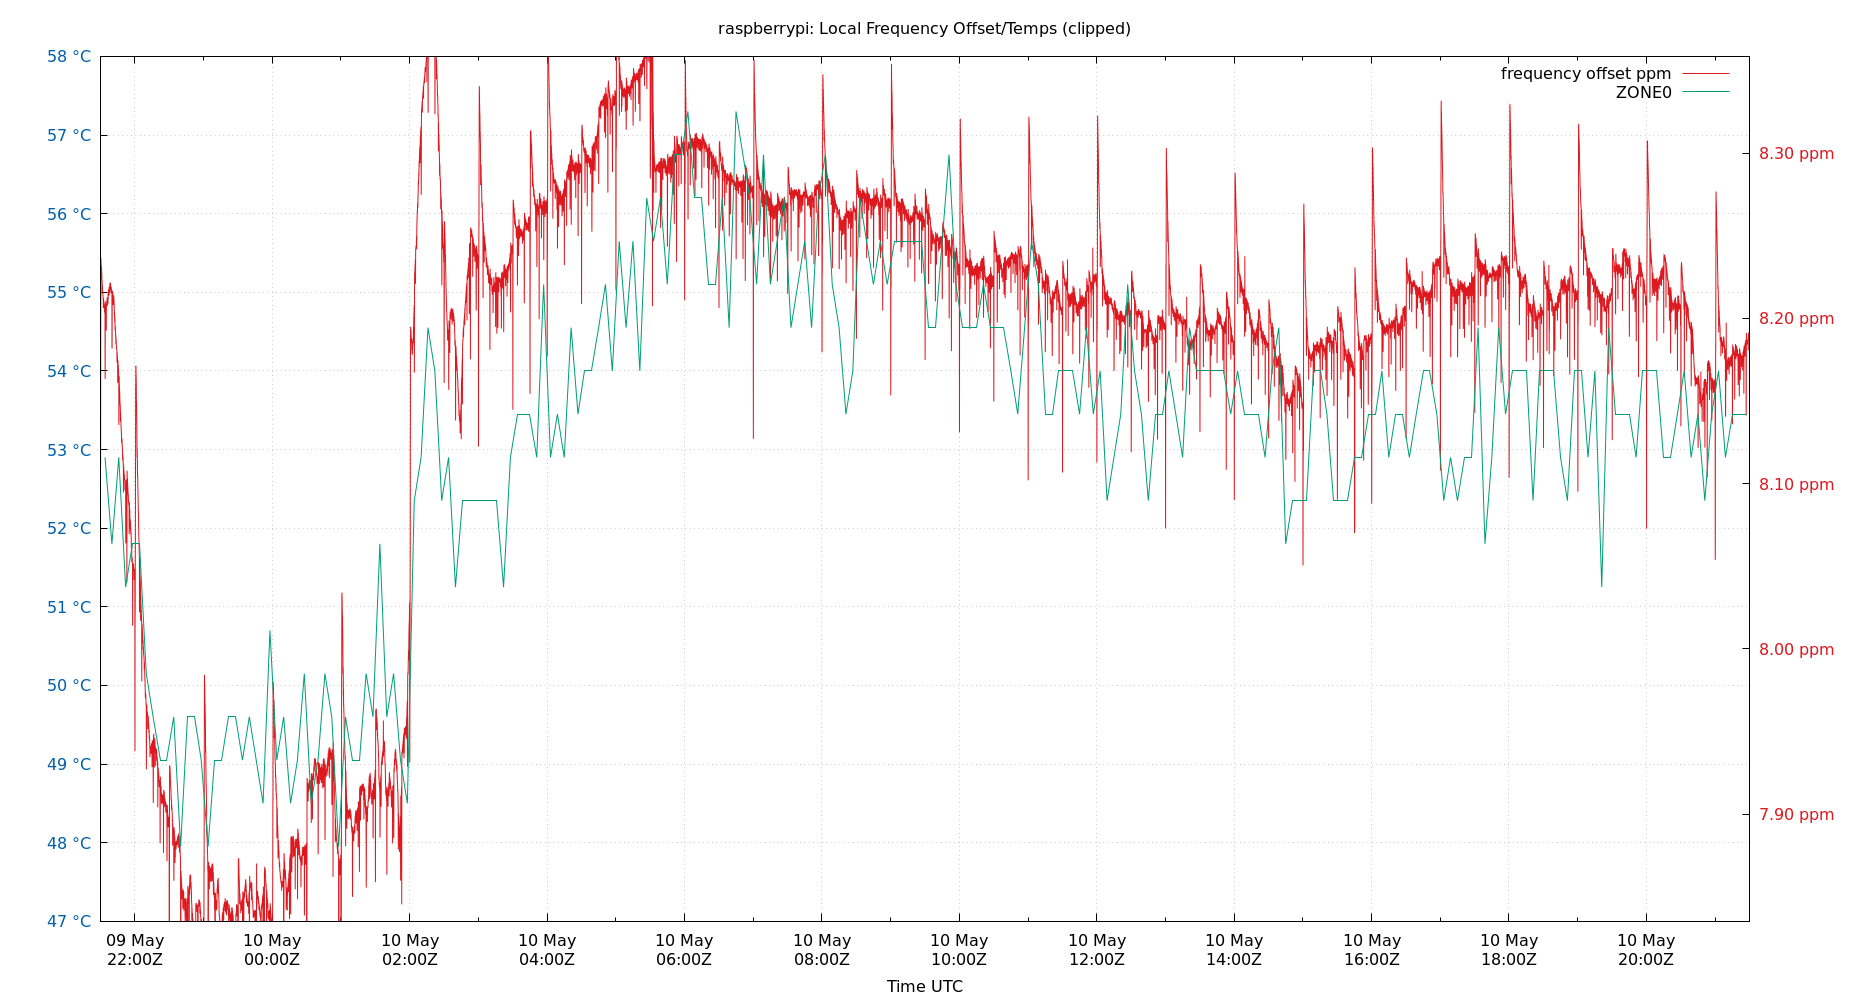 raspberrypi: Local Frequency Offset/Temps (clipped)
58 °C
57 °C
56 °C
55 °C
54 °C
53 °C
52 °C
51 °C
50 °C
49 °C
48 °C
47 °C
frequency offset ppm
ZONE0
8.30 ppm
8.20 ppm
8.10 ppm
8.00 ppm
7.90 ppm
09 May 10 May 10 May 10 May 10 May 10 May 10 May 10 May 10 May 10 May 10 May 10 May
22:00Z 00:00Z 02:00Z 04:00Z 06:00Z 08:00Z 10:00Z 12:00Z 14:00Z 16:00Z 18:00Z 20:00Z
Time UTC